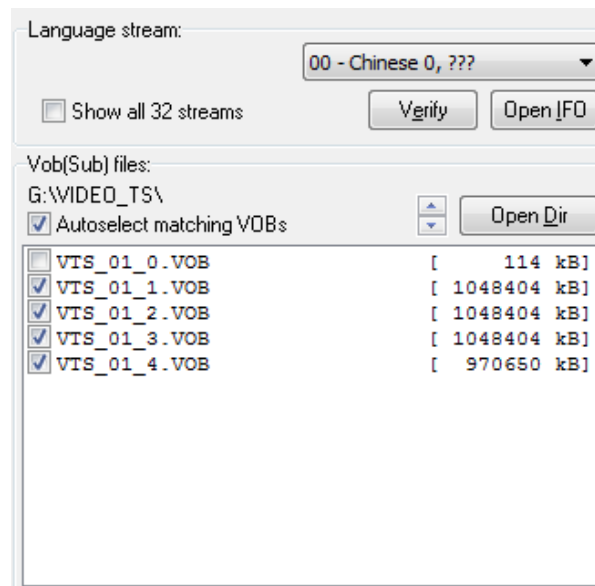 Language stream:
00 - Chinese 0, ???
Show all 32 streams
Verify
Open IFO
Vob(Sub) files:
G:\VIDEO_TS\
Autoselect matching VOBs
Open Dir
VTS_01_0.VOB [ 114 kB]
VTS_01_1.VOB [ 1048404 kB]
VTS_01_2.VOB [ 1048404 kB]
VTS_01_3.VOB [ 1048404 kB]
VTS_01_4.VOB [ 970650 kB]